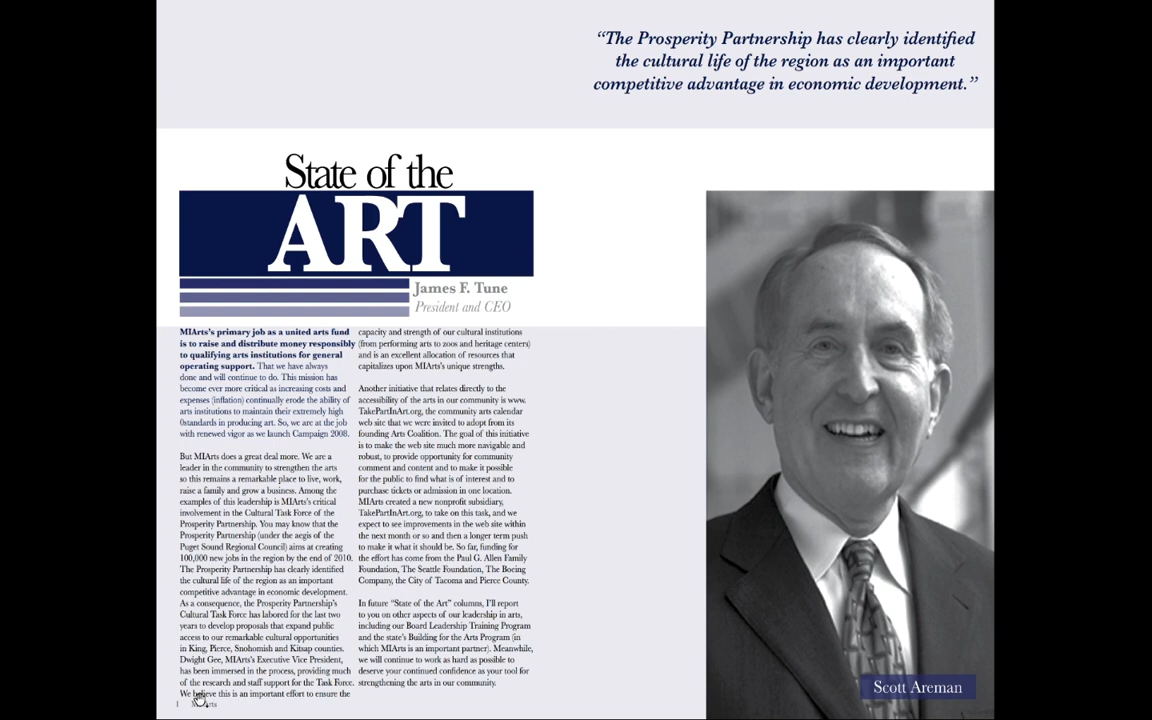 “The Prosperity Partnership has clearly identified
the cultural life of the region as an important
competitive advantage in economic development.”
State of the
ART
James F. Tune
President and CEO
MIArts’s primary job as a united arts fund
is to raise and distribute money responsibly
to qualifying arts institutions for general
operating support. That we have always
done and will continue to do. This mission has
become ever more critical as increasing costs and
expenses (inflation) continually erode the ability of
arts institutions to maintain their extremely high
0standards in producing art. So, we are at the job
with renewed vigor as we launch Campaign 2008.
But MIArts does a great deal more. We are a
leader in the community to strengthen the arts
so this remains a remarkable place to live, work,
raise a family and grow a business. Among the
examples of this leadership is MIArts’s critical
involvement in the Cultural Task Force of the
Prosperity Partnership. You may know that the
Prosperity Partnership (under the aegis of the
Puget Sound Regional Council) aims at creating
100,000 new jobs in the region by the end of 2010.
The Prosperity Partnership has clearly identified
the cultural life of the region as an important
competitive advantage in economic development.
As a consequence, the Prosperity Partnership’s
Cultural Task Force has labored for the last two
years to develop proposals that expand public
access to our remarkable cultural opportunities
in King, Pierce, Snohomish and Kitsap counties.
Dwight Gee, MIArts’s Executive Vice President,
has been immersed in the process, providing much
of the research and staff support for the Task Force.
We believe this is an important effort to ensure the
capacity and strength of our cultural institutions
(from performing arts to zoos and heritage centers)
and is an excellent allocation of resources that
capitalizes upon MIArts’s unique strengths.
Another initiative that relates directly to the
accessibility of the arts in our community is www.
TakePartInArt.org, the community arts calendar
web site that we were invited to adopt from its
founding Arts Coalition. The goal of this initiative
is to make the web site much more navigable and
robust, to provide opportunity for community
comment and content and to make it possible
for the public to find what is of interest and to
purchase tickets or admission in one location.
MIArts created a new nonprofit subsidiary,
TakePartInArt.org, to take on this task, and we
expect to see improvements in the web site within
the next month or so and then a longer term push
to make it what it should be. So far, funding for
the effort has come from the Paul G. Allen Family
Foundation, The Seattle Foundation, The Boeing
Company, the City of Tacoma and Pierce County.
In future “State of the Art” columns, I’ll report
to you on other aspects of our leadership in arts,
including our Board Leadership Training Program
and the state’s Building for the Arts Program (in
which MIArts is an important partner). Meanwhile,
we will continue to work as hard as possible to
deserve your continued confidence as your tool for
strengthening the arts in our community.
Scott Areman